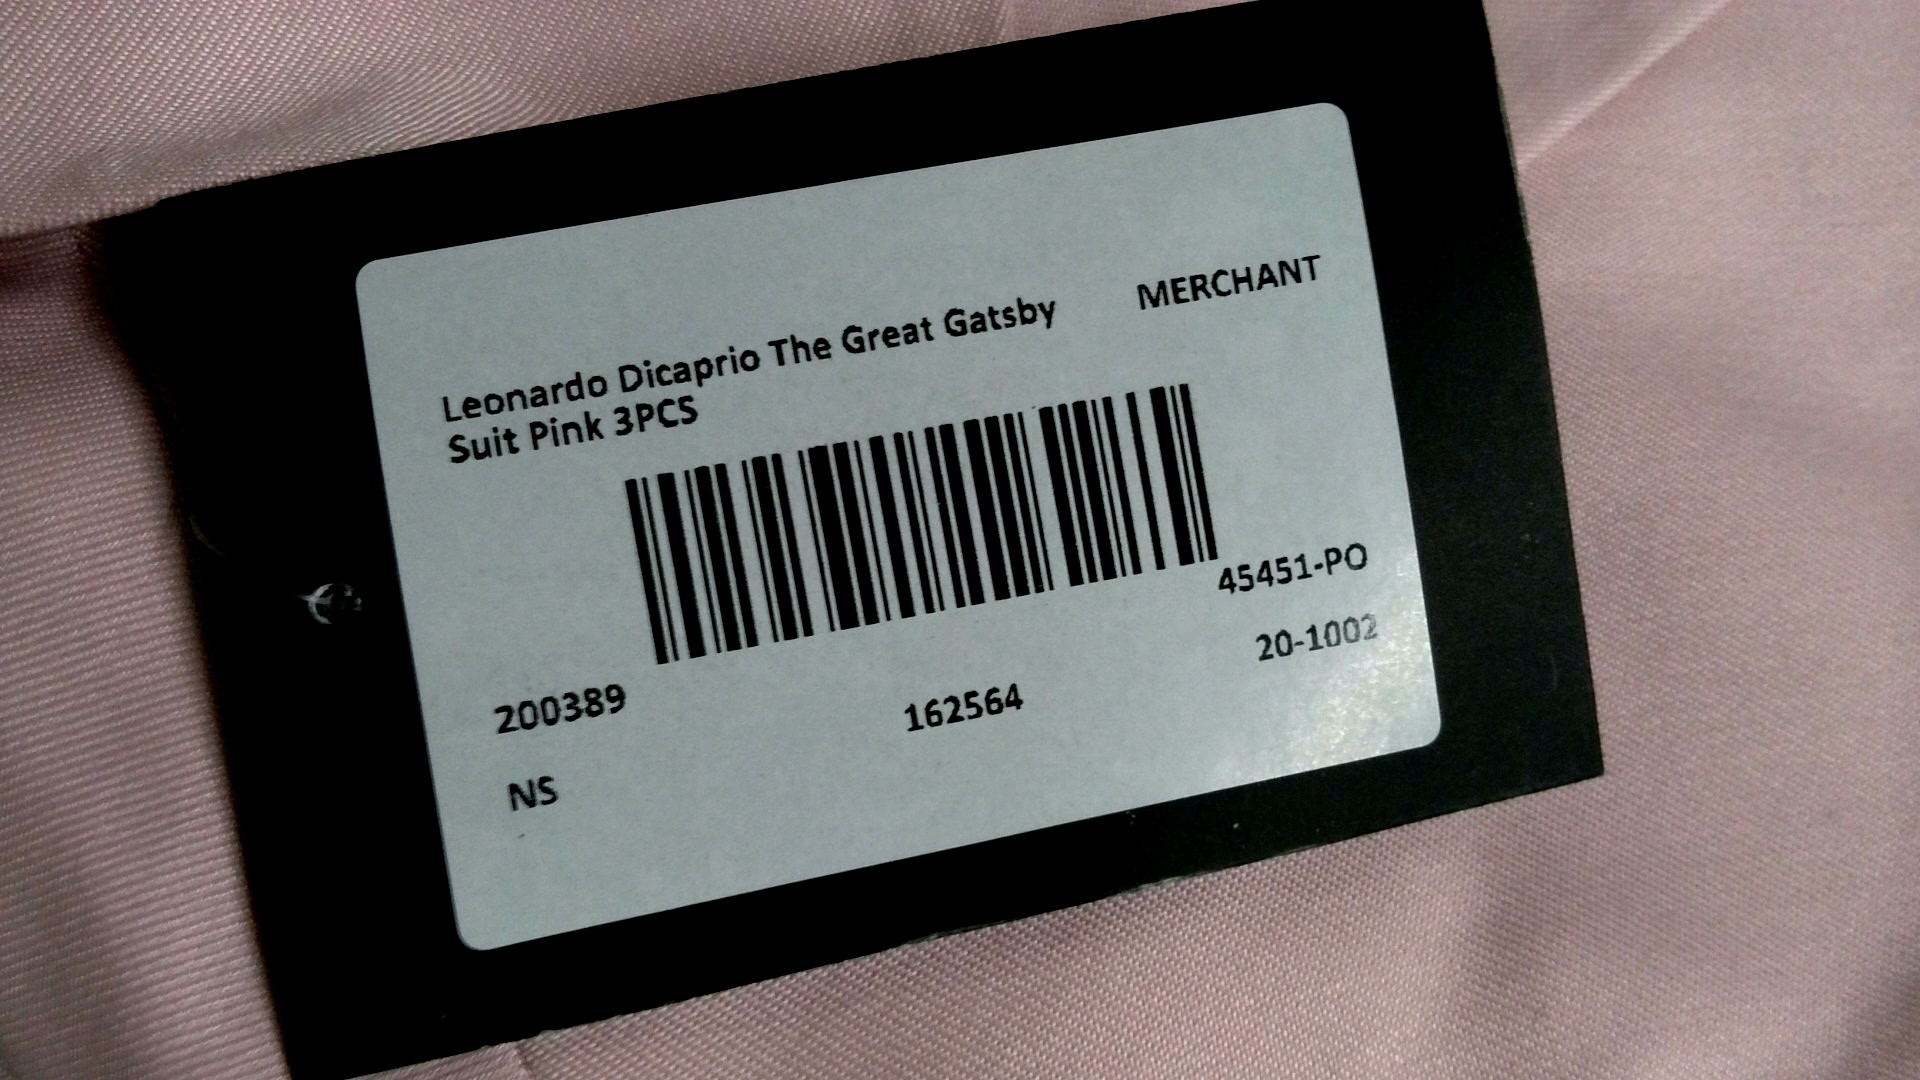 MERCHANT
Leonardo Dicaprio The Great Gatsby
Suit Pink 3PCS
45451-PO
20-1002
200389
162564
NS